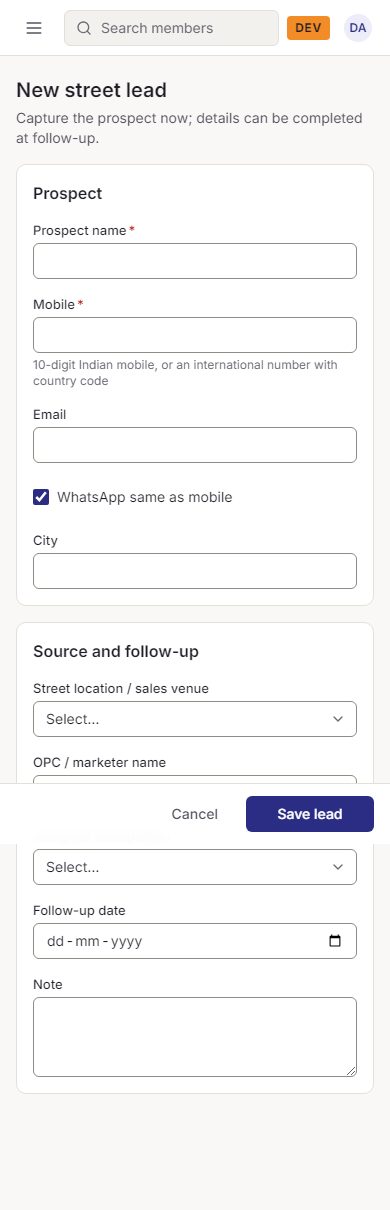 Search members
DEV
DA
New street lead
Capture the prospect now; details can be completed
at follow-up.
Prospect
Prospect name*
Mobile*
10-digit Indian mobile, or an international number with
country code
Email
WhatsApp same as mobile
City
Source and follow-up
Street location / sales venue
Select...
OPC / marketer name
Cancel
Save lead
Select...
Follow-up date
dd-mm-yyyy
Note